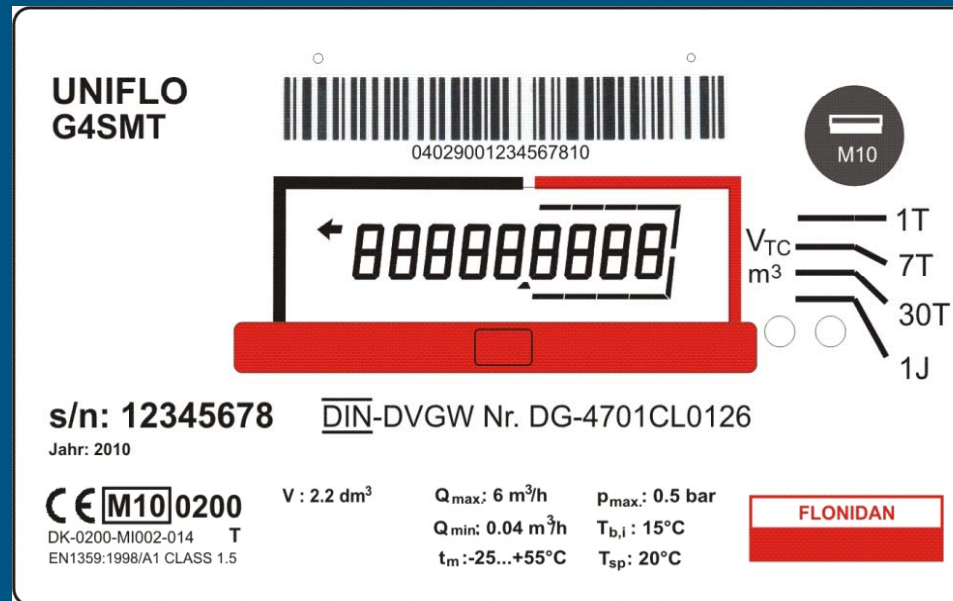 UNIFLO
G4SMT
04029001234567810
M10
888888888
V_TC
m³
1T
7T
30T
1J
s/n: 12345678
DIN-DVGW Nr. DG-4701CL0126
Jahr: 2010
CE M10 0200
DK-0200-MI002-014 T
EN1359:1998/A1 CLASS 1.5
V : 2.2 dm³
Qmax.: 6 m³/h
Qmin: 0.04 m³/h
tm :-25...+55°C
pmax.: 0.5 bar
Tb,i : 15°C
Tsp : 20°C
FLONIDAN